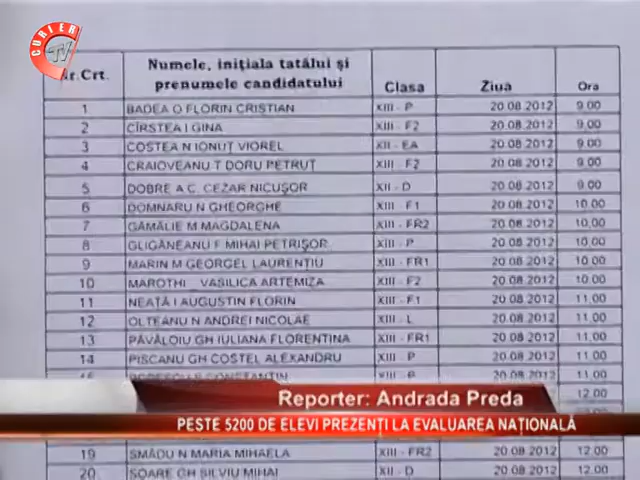 CURIER
TV
Nr.Crt. Numele, inițiala tatălui și prenumele candidatului Clasa Ziua Ora
1 BADEA O FLORIN CRISTIAN XIII - P 20.08.2012 9.00
2 CÎRSTEA I GINA XIII - F2 20.08.2012 9.00
3 COSTEA N IONUȚ VIOREL XII - EA 20.08.2012 9.00
4 CRAIOVEANU T DORU PETRUȚ XIII - F2 20.08.2012 9.00
5 DOBRE A C. CEZAR NICUȘOR XII - D 20.08.2012 9.00
6 DOMNARU N GHEORGHE XIII - F1 20.08.2012 10.00
7 GĂMĂLIE M MAGDALENA XIII - FR2 20.08.2012 10.00
8 GLIGĂNEANU F MIHAI PETRIȘOR XIII - P 20.08.2012 10.00
9 MARIN M GEORGEL LAURENȚIU XIII - FR1 20.08.2012 10.00
10 MAROTHI VASILICA ARTEMIZA XIII - F2 20.08.2012 10.00
11 NEAȚĂ I AUGUSTIN FLORIN XIII - F1 20.08.2012 11.00
12 OLTEANU N ANDREI NICOLAE XIII - L 20.08.2012 11.00
13 PĂVĂLOIU GH IULIANA FLORENTINA XIII - FR1 20.08.2012 11.00
14 PISCANU GH COSTEL ALEXANDRU XIII - P 20.08.2012 11.00
20.08.2012 11.00
12.00
Reporter: Andrada Preda
PESTE 5200 DE ELEVI PREZENȚI LA EVALUAREA NAȚIONALĂ
19 SMĂDU N MARIA MIHAELA XIII - FR2 20.08.2012 12.00
20 SOARE GH SILVIU MIHAI XII - D 20.08.2012 12.00